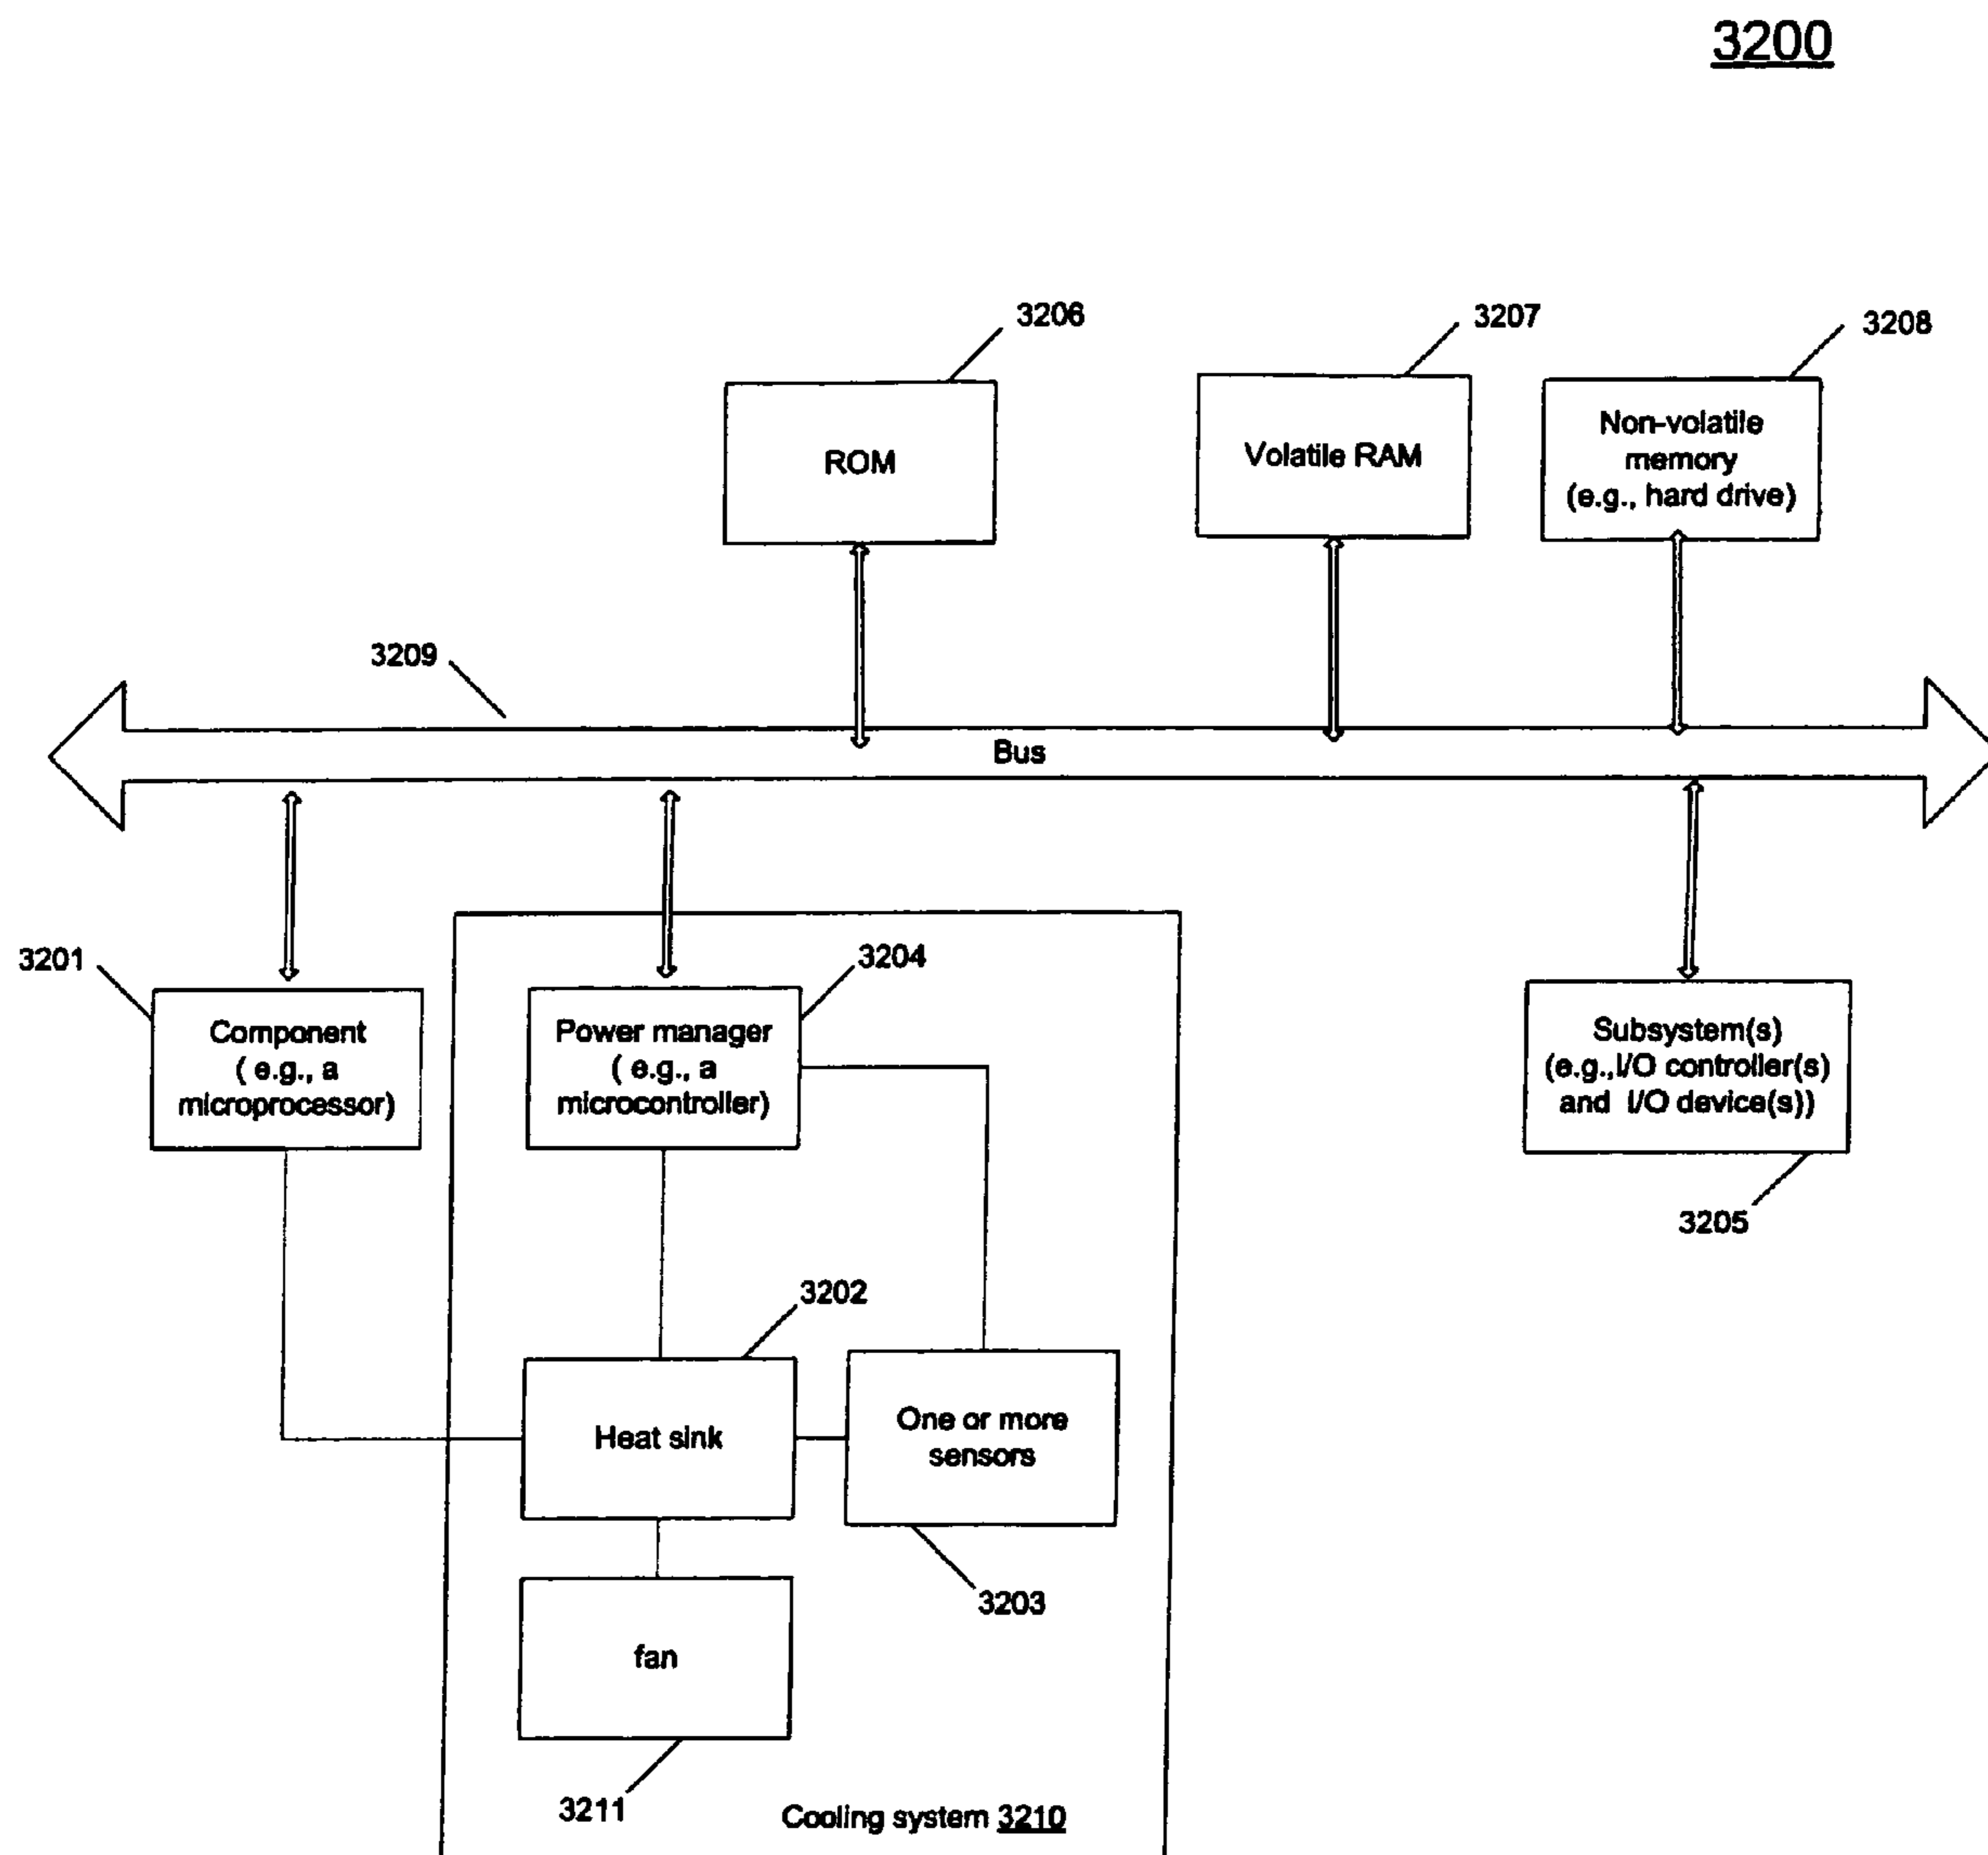 3200
3206
3207
3208
ROM
Volatile RAM
Non-volatile
memory
(e.g., hard drive)
3209
Bus
3201
3204
Component
( e.g., a
microprocessor)
Power manager
( e.g., a
microcontroller)
Subsystem(s)
(e.g.,I/O controller(s)
and I/O device(s))
3205
3202
Heat sink
One or more
sensors
3203
fan
3211
Cooling system 3210